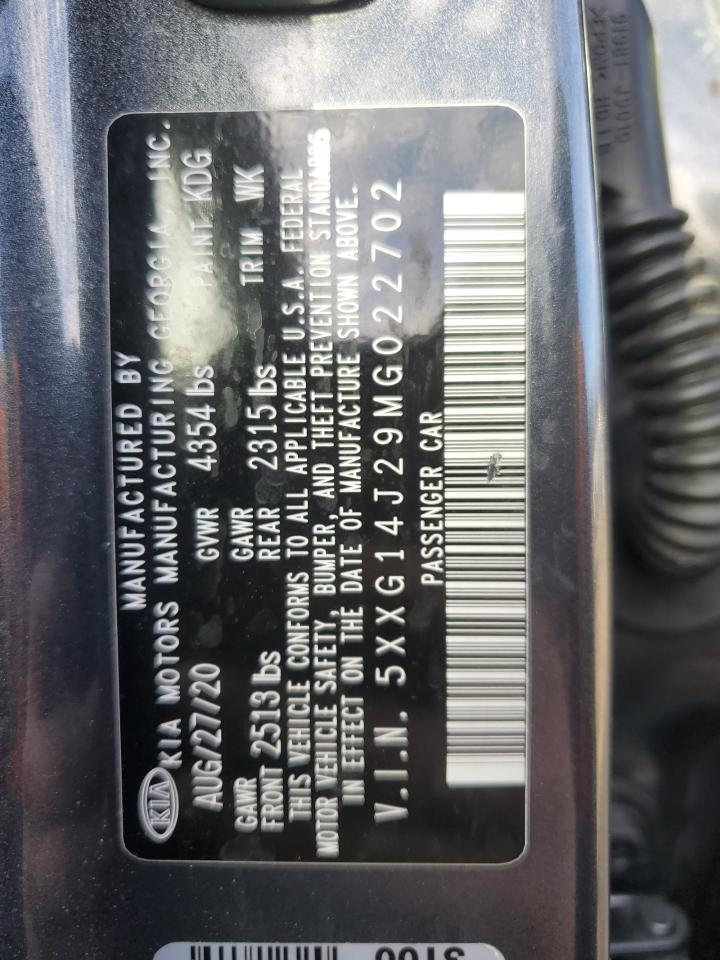 MANUFACTURED BY
KIA KIA MOTORS MANUFACTURING GEORGIA INC.
AUG/27/20 GVWR 4354 lbs PAINT KDG
GAWR FRONT 2513 lbs GAWR REAR 2315 lbs TRIM WK
THIS VEHICLE CONFORMS TO ALL APPLICABLE U.S.A. FEDERAL
MOTOR VEHICLE SAFETY, BUMPER, AND THEFT PREVENTION STANDARDS
IN EFFECT ON THE DATE OF MANUFACTURE SHOWN ABOVE.
V.I.N. 5XXG14J29MG022702
PASSENGER CAR